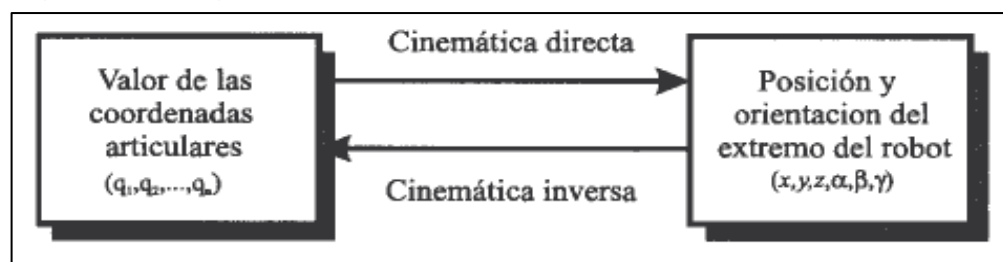 Cinemática directa
Valor de las
coordenadas
articulares
(q₁,q₂,...,qₙ)
Posición y
orientacion del
extremo del robot
(x,y,z,α,β,γ)
Cinemática inversa